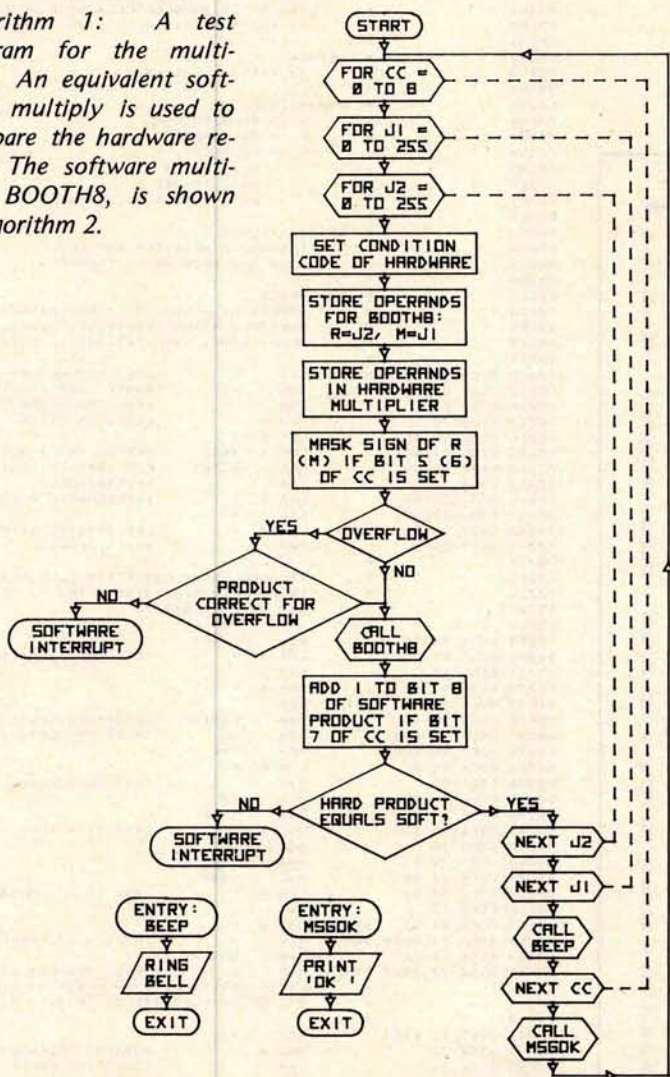 orithm 1: A test
ram for the multi-
. An equivalent soft-
multiply is used to
pare the hardware re-
The software multi-
BOOTH8, is shown
gorithm 2.
START
FOR CC =
0 TO 8
FOR J1 =
0 TO 255
FOR J2 =
0 TO 255
SET CONDITION
CODE OF HARDWARE
STORE OPERANDS
FOR BOOTH8:
R=J2, M=J1
STORE OPERANDS
IN HARDWARE
MULTIPLIER
MASK SIGN OF R
(M) IF BIT 5 (6)
OF CC IS SET
OVERFLOW
YES
NO
PRODUCT
CORRECT FOR
OVERFLOW
NO
SOFTWARE
INTERRUPT
CALL
BOOTH8
ADD 1 TO BIT 8
OF SOFTWARE
PRODUCT IF BIT
7 OF CC IS SET
HARD PRODUCT
EQUALS SOFT?
NO
YES
SOFTWARE
INTERRUPT
NEXT J2
NEXT J1
CALL
BEEP
NEXT CC
CALL
MSGOK
ENTRY:
BEEP
RING
BELL
EXIT
ENTRY:
MSGOK
PRINT
'OK '
EXIT